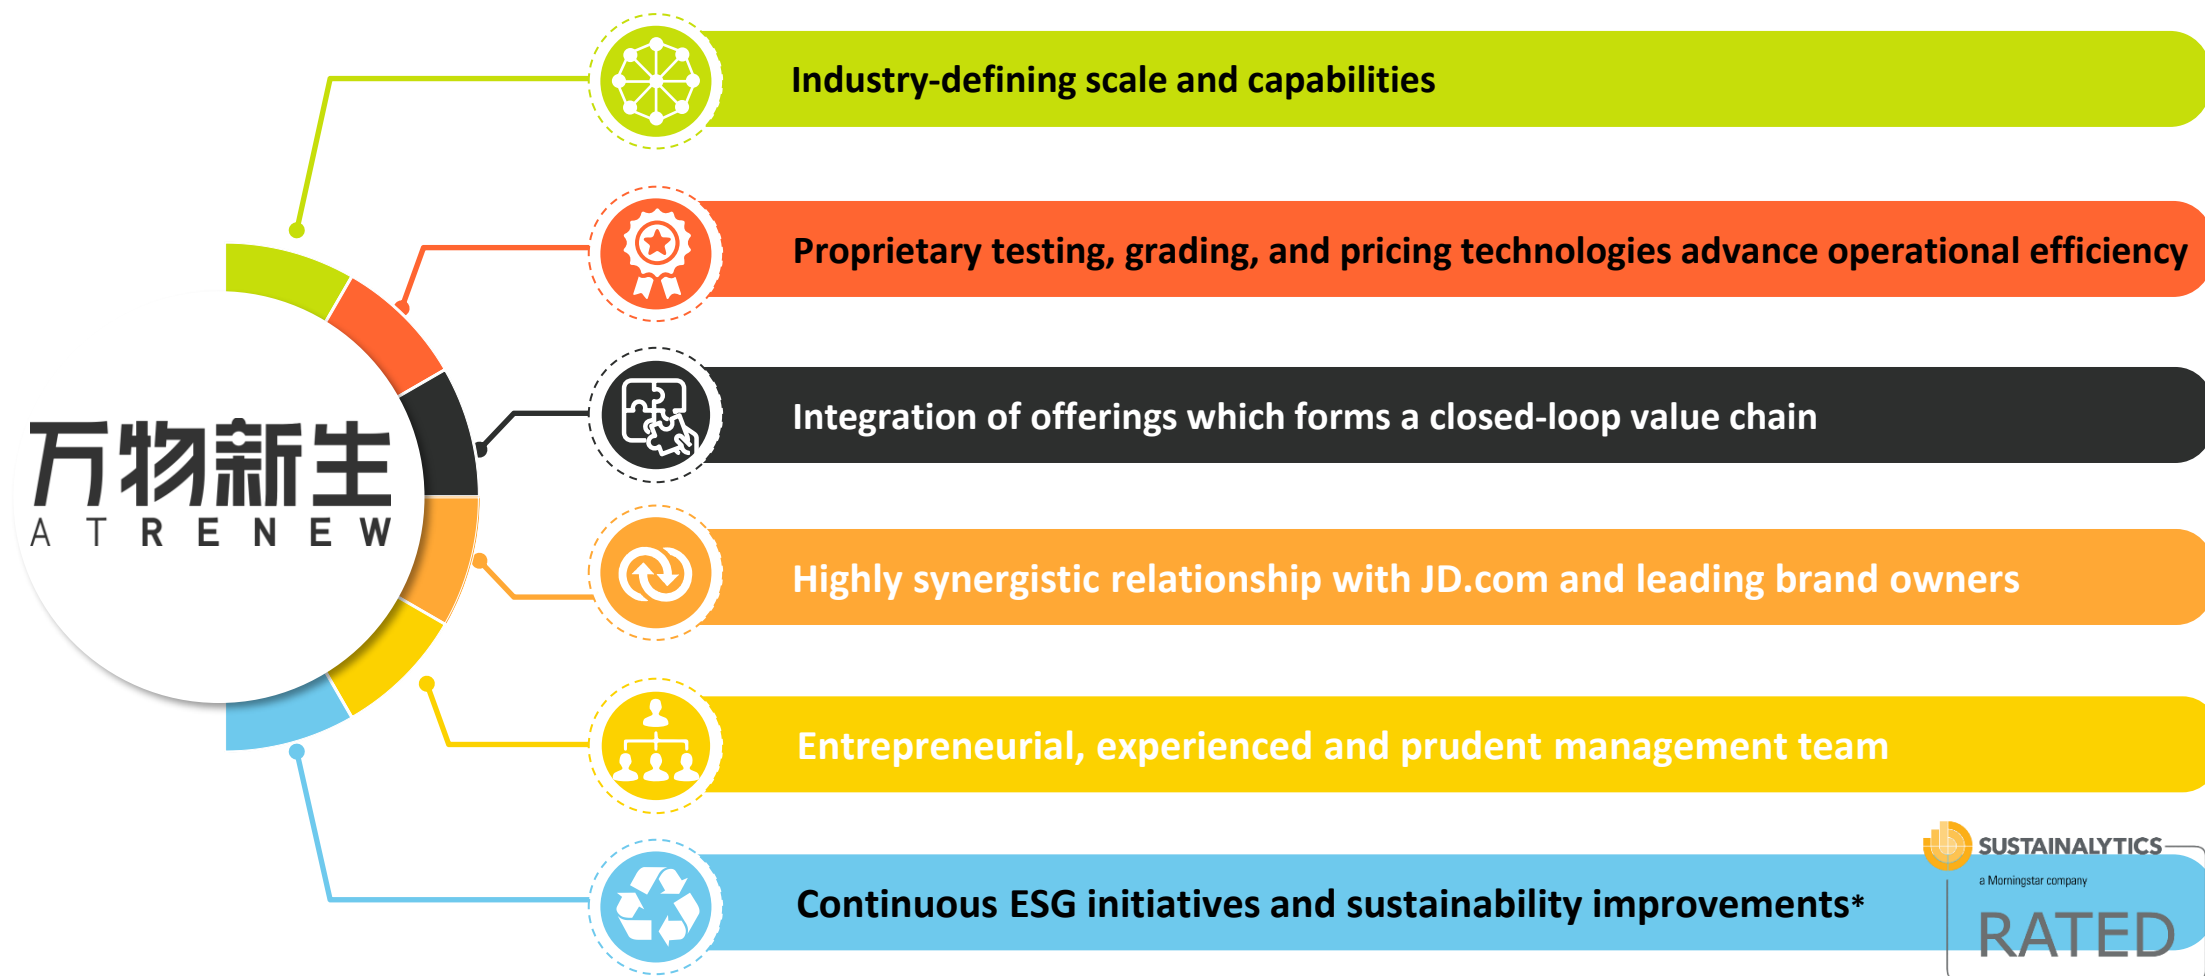 Industry-defining scale and capabilities
Proprietary testing, grading, and pricing technologies advance operational efficiency
Integration of offerings which forms a closed-loop value chain
万物新生
ATRENEW
Highly synergistic relationship with JD.com and leading brand owners
Entrepreneurial, experienced and prudent management team
Continuous ESG initiatives and sustainability improvements*
SUSTAINALYTICS
a Morningstar company
RATED